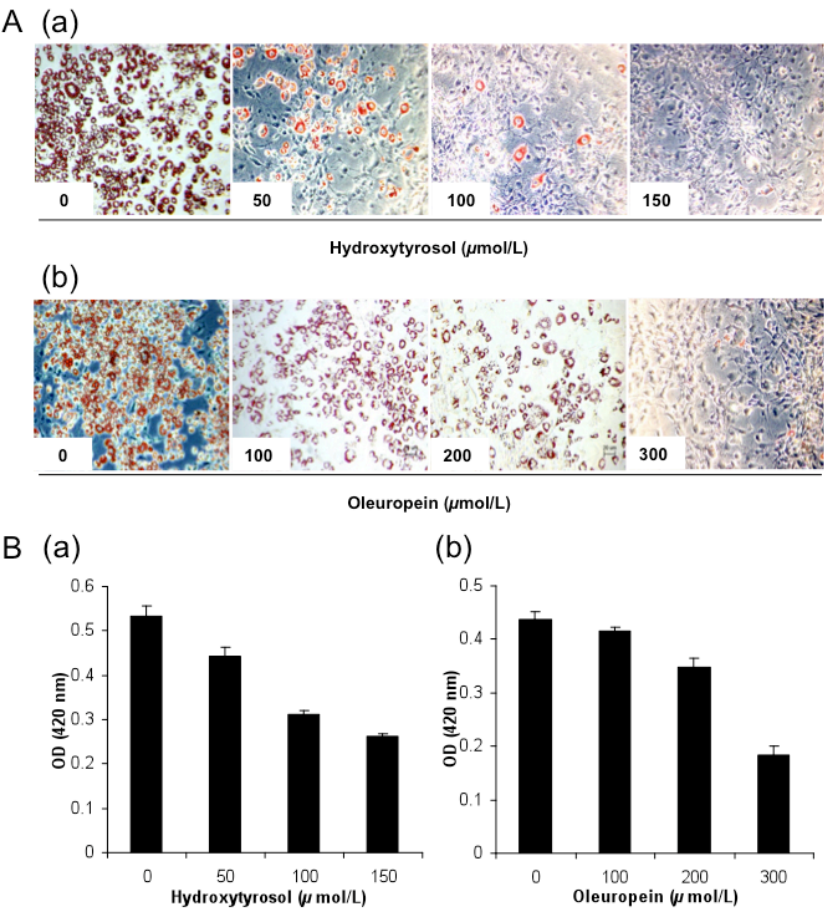 A (a)
0 50 100 150
Hydroxytyrosol (µmol/L)
(b)
0 100 200 300
Oleuropein (µmol/L)
B (a) (b)
0.6
0.5
0.4
0.3
0.2
0.1
0
OD (420 nm)
0 50 100 150
Hydroxytyrosol (µ mol/L)
0.5
0.4
0.3
0.2
0.1
0
OD (420 nm)
0 100 200 300
Oleuropein (µ mol/L)